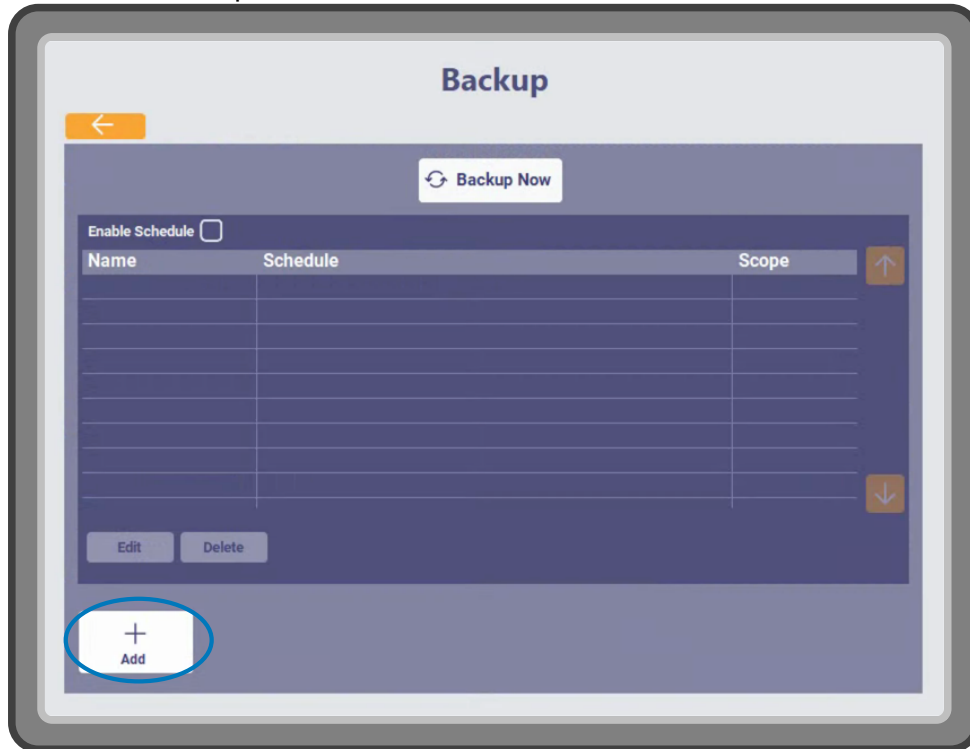 Backup
Backup Now
Enable Schedule
Name Schedule Scope
Edit Delete
Add